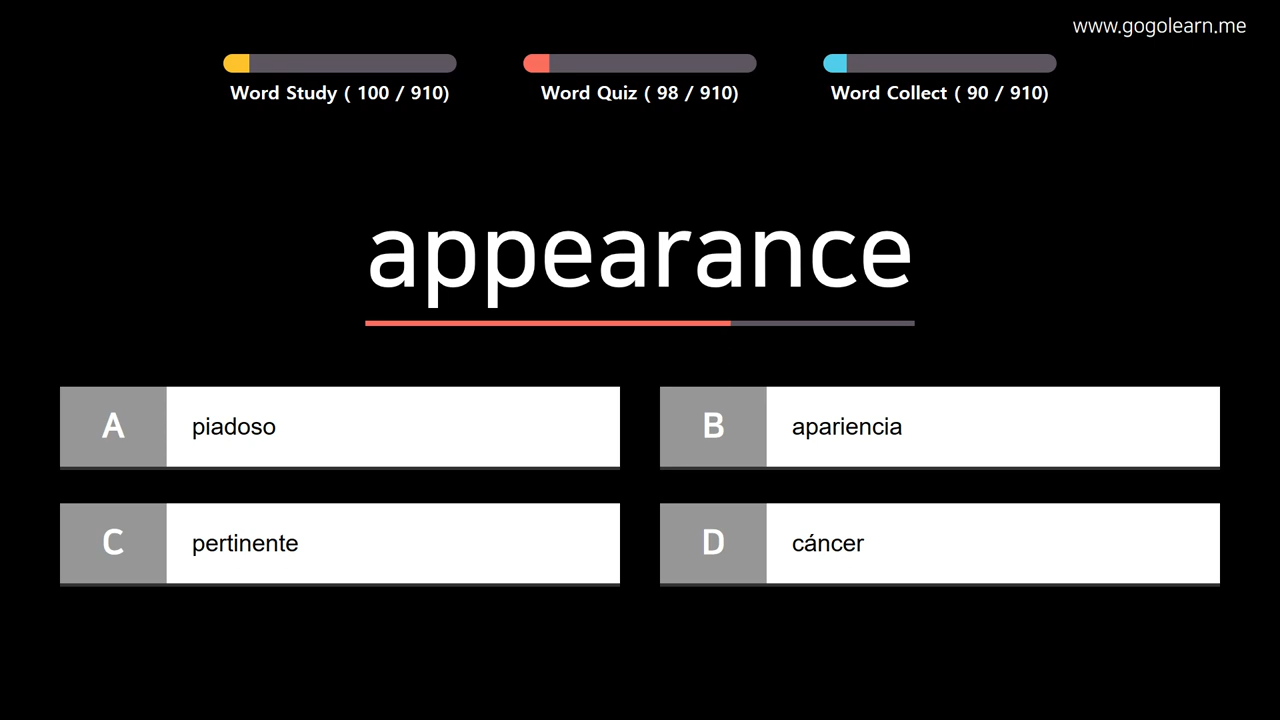 www.gogolearn.me
Word Study ( 100 / 910)
Word Quiz ( 98 / 910)
Word Collect ( 90 / 910)
appearance
A piadoso
B apariencia
C pertinente
D cáncer